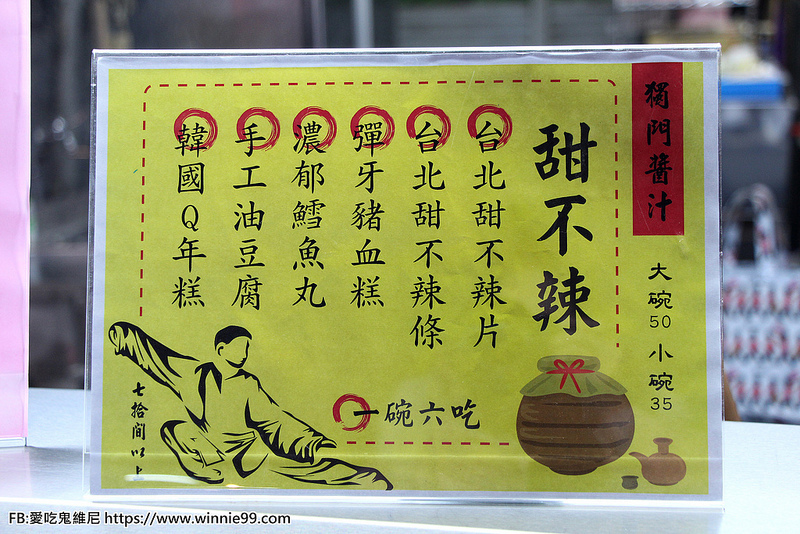 獨門醬汁
大碗50 小碗35
甜不辣
台北甜不辣片
台北甜不辣條
彈牙豬血糕
濃郁鱈魚丸
手工油豆腐
韓國Q年糕
一碗六吃
FB:愛吃鬼維尼 https://www.winnie99.com